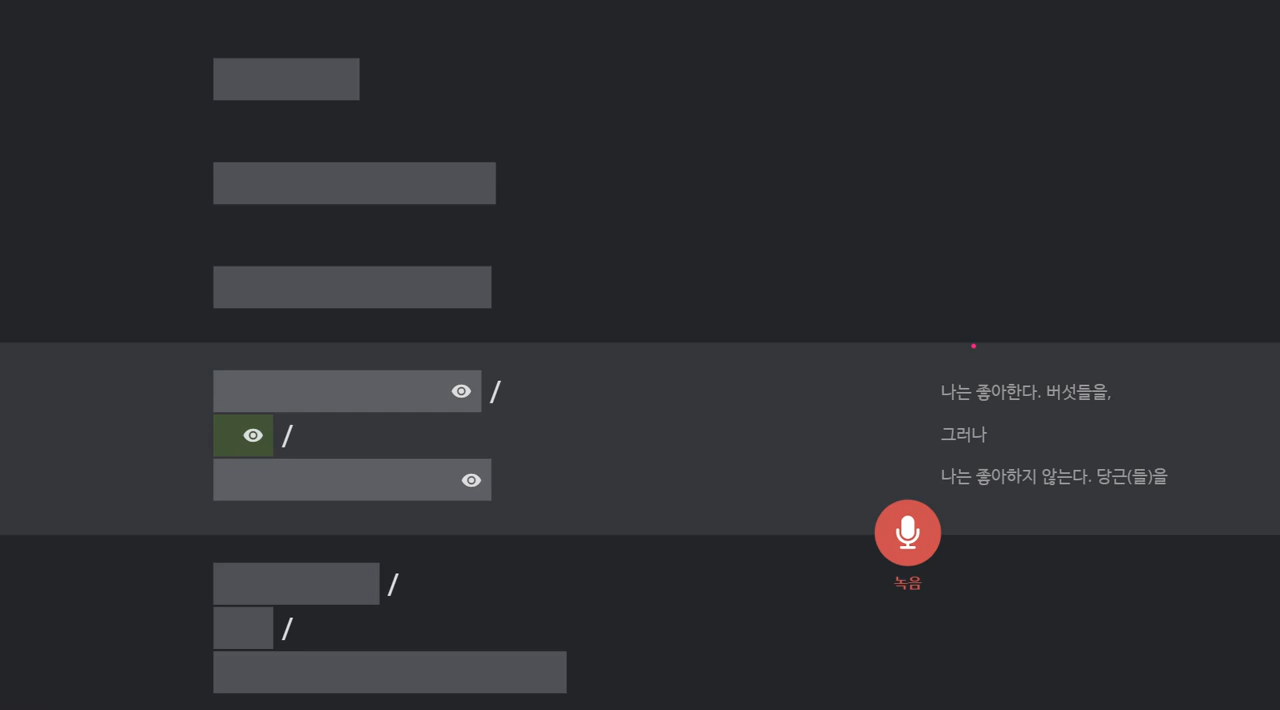 /
나는 좋아한다. 버섯들을,
/
그러나
나는 좋아하지 않는다. 당근(들)을
녹음
/
/